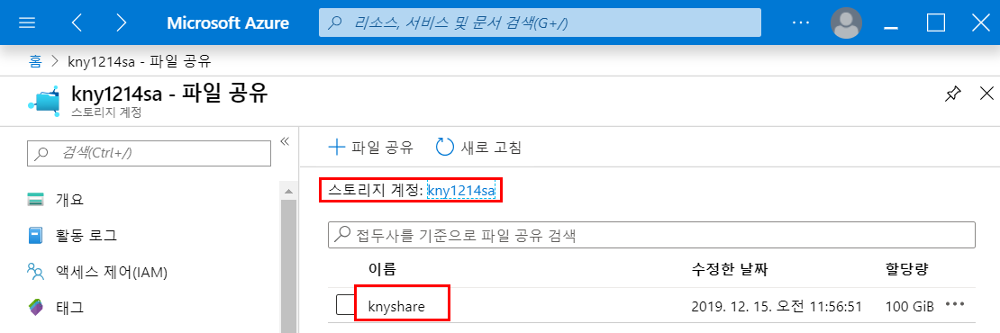 Microsoft Azure
리소스, 서비스 및 문서 검색(G+/)
홈 > kny1214sa - 파일 공유
kny1214sa - 파일 공유
스토리지 계정
검색(Ctrl+/)
개요
활동 로그
액세스 제어(IAM)
태그
+ 파일 공유
새로 고침
스토리지 계정: kny1214sa
접두사를 기준으로 파일 공유 검색
이름 수정한 날짜 할당량
knyshare 2019. 12. 15. 오전 11:56:51 100 GiB